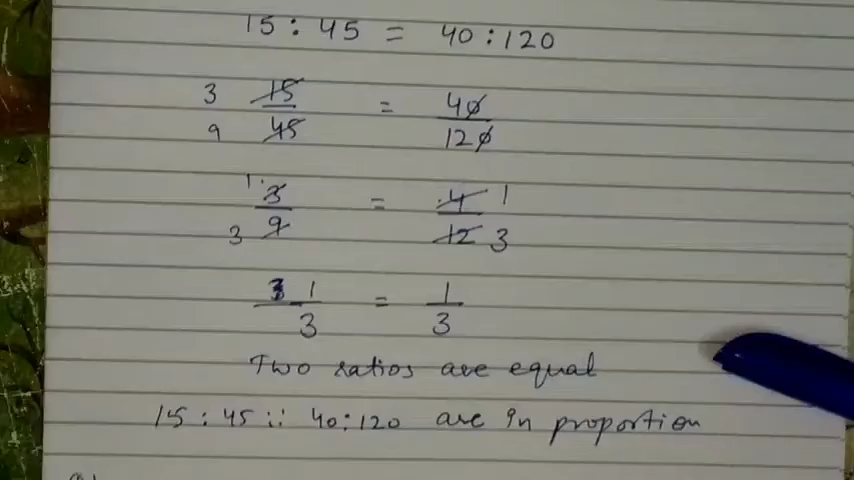 15 : 45 = 40 : 120
3 15 = 40
9 45 120
1 3 = 4 1
3 9 12 3
1 = 1
3 3
Two ratios are equal
15 : 45 :: 40 : 120 are in proportion